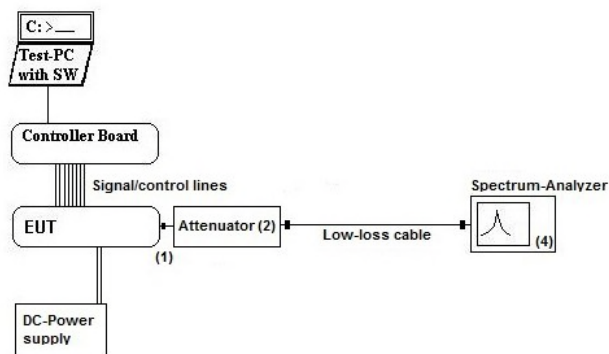 C:>__
Test-PC
with SW
Controller Board
Signal/control lines
Spectrum-Analyzer
EUT
Attenuator (2)
Low-loss cable
(4)
(1)
DC-Power
supply